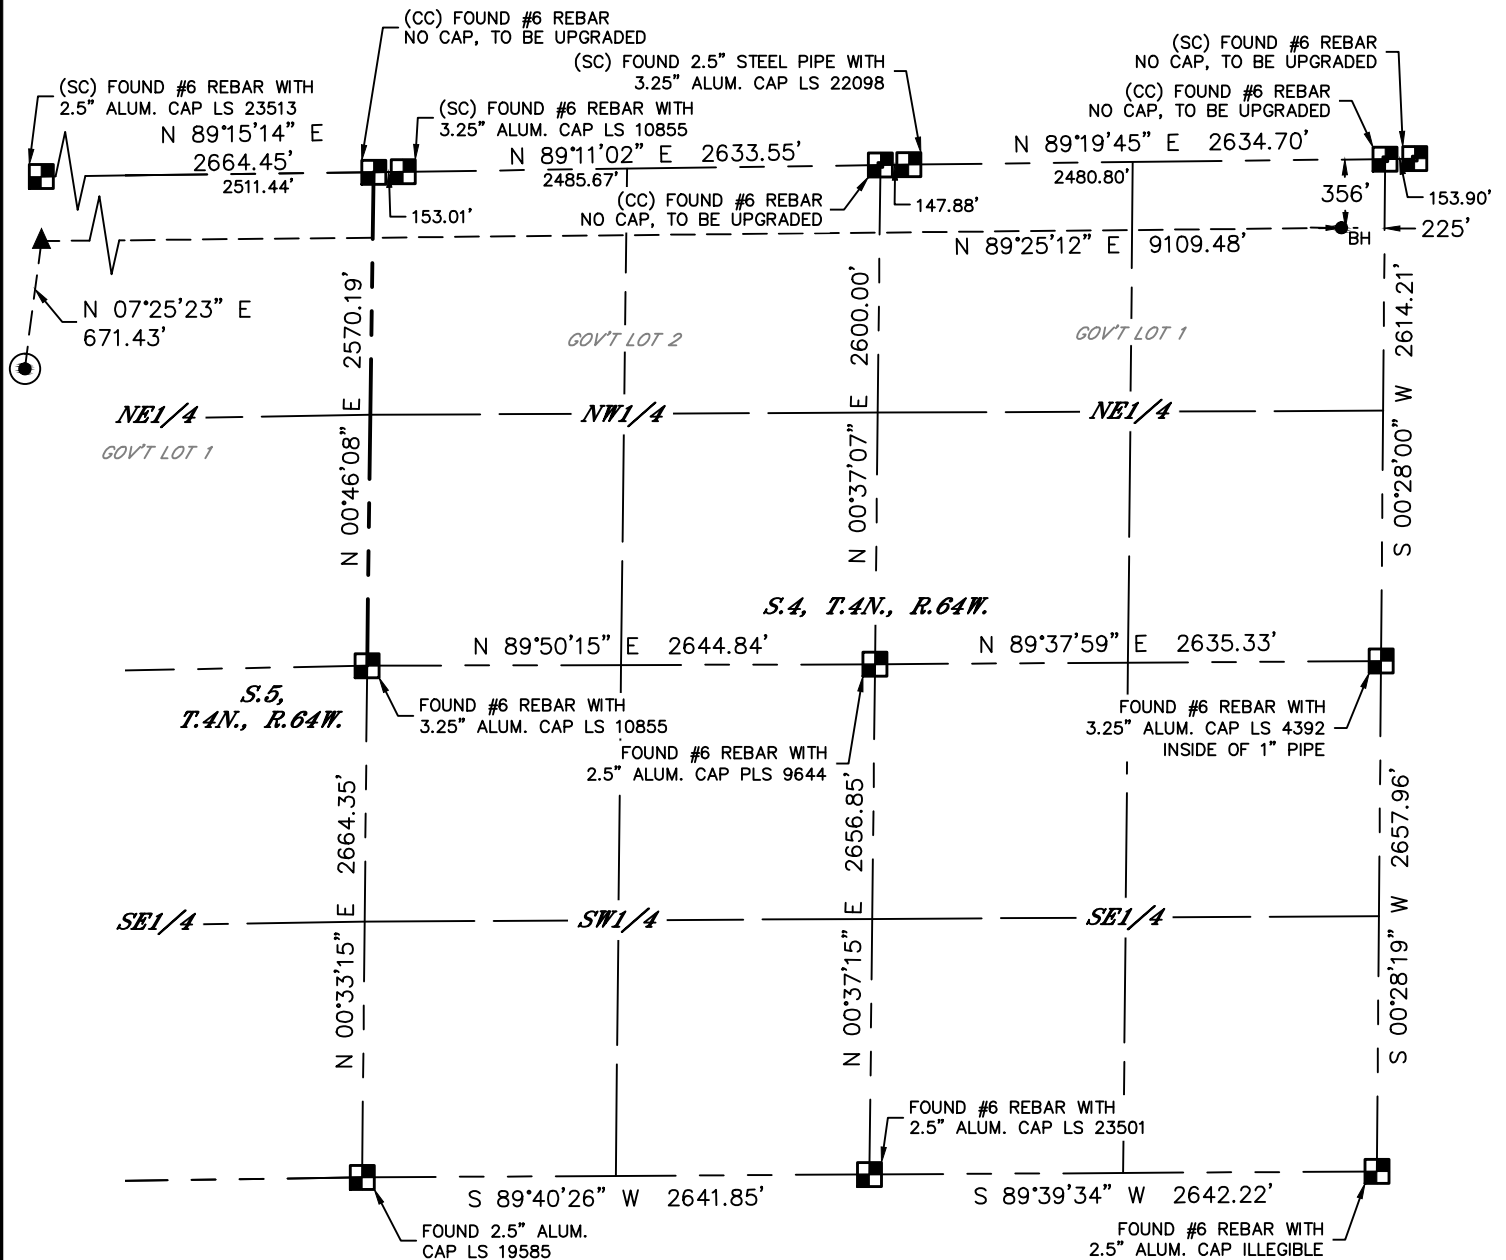 (CC) FOUND #6 REBAR
NO CAP, TO BE UPGRADED
(SC) FOUND #6 REBAR
NO CAP, TO BE UPGRADED
(SC) FOUND 2.5" STEEL PIPE WITH
3.25" ALUM. CAP LS 22098
(SC) FOUND #6 REBAR WITH
2.5" ALUM. CAP LS 23513
(CC) FOUND #6 REBAR
NO CAP, TO BE UPGRADED
(SC) FOUND #6 REBAR WITH
3.25" ALUM. CAP LS 10855
N 89°15'14" E
2664.45'
2511.44'
N 89°11'02" E 2633.55'
2485.67'
N 89°19'45" E 2634.70'
2480.80'
(CC) FOUND #6 REBAR
NO CAP, TO BE UPGRADED
153.01'
147.88'
356'
153.90'
225'
BH
N 89°25'12" E 9109.48'
N 07°25'23" E
671.43'
N 00°46'08" E 2570.19'
N 00°37'07" E 2600.00'
S 00°28'00" W 2614.21'
GOV'T LOT 2
GOV'T LOT 1
NE1/4
NW1/4
NE1/4
GOV'T LOT 1
S.4, T.4N., R.64W.
N 89°50'15" E 2644.84'
N 89°37'59" E 2635.33'
S.5,
T.4N., R.64W.
FOUND #6 REBAR WITH
3.25" ALUM. CAP LS 10855
FOUND #6 REBAR WITH
2.5" ALUM. CAP PLS 9644
FOUND #6 REBAR WITH
3.25" ALUM. CAP LS 4392
INSIDE OF 1" PIPE
N 00°33'15" E 2664.35'
N 00°37'15" E 2656.85'
S 00°28'19" W 2657.96'
SE1/4
SW1/4
SE1/4
FOUND #6 REBAR WITH
2.5" ALUM. CAP LS 23501
S 89°40'26" W 2641.85'
S 89°39'34" W 2642.22'
FOUND 2.5" ALUM.
CAP LS 19585
FOUND #6 REBAR WITH
2.5" ALUM. CAP ILLEGIBLE